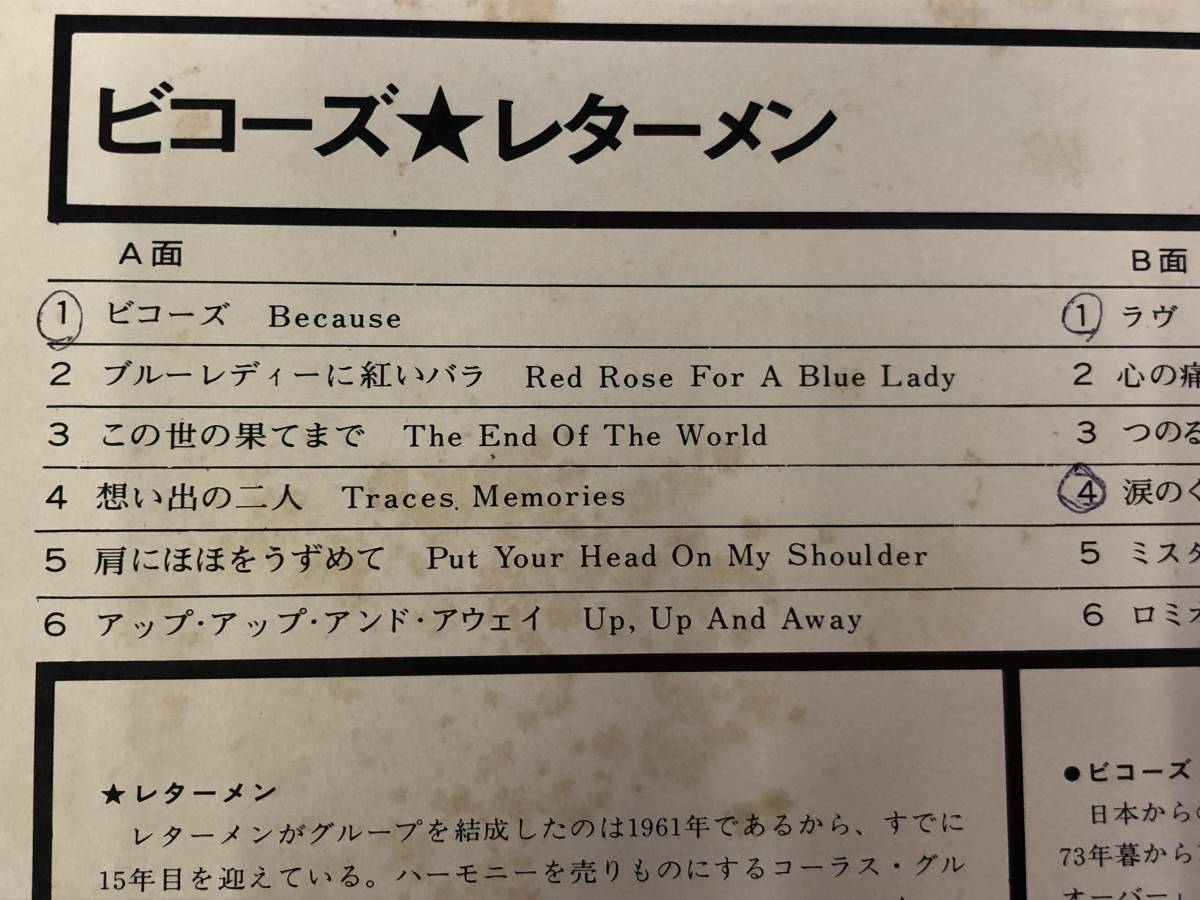 ビコーズ★レターメン
A面
1 ビコーズ Because
2 ブルーレディーに紅いバラ Red Rose For A Blue Lady
3 この世の果てまで The End Of The World
4 想い出の二人 Traces. Memories
5 肩にほほをうずめて Put Your Head On My Shoulder
6 アップ・アップ・アンド・アウェイ Up, Up And Away
B面
1 ラヴ
2 心の痛
3 つのる
4 涙のく
5 ミスタ
6 ロミオ
★レターメン
レターメンがグループを結成したのは1961年であるから、すでに
15年目を迎えている。ハーモニーを売りものにするコーラス・グル
●ビコーズ
日本から
73年暮から
オーバー」